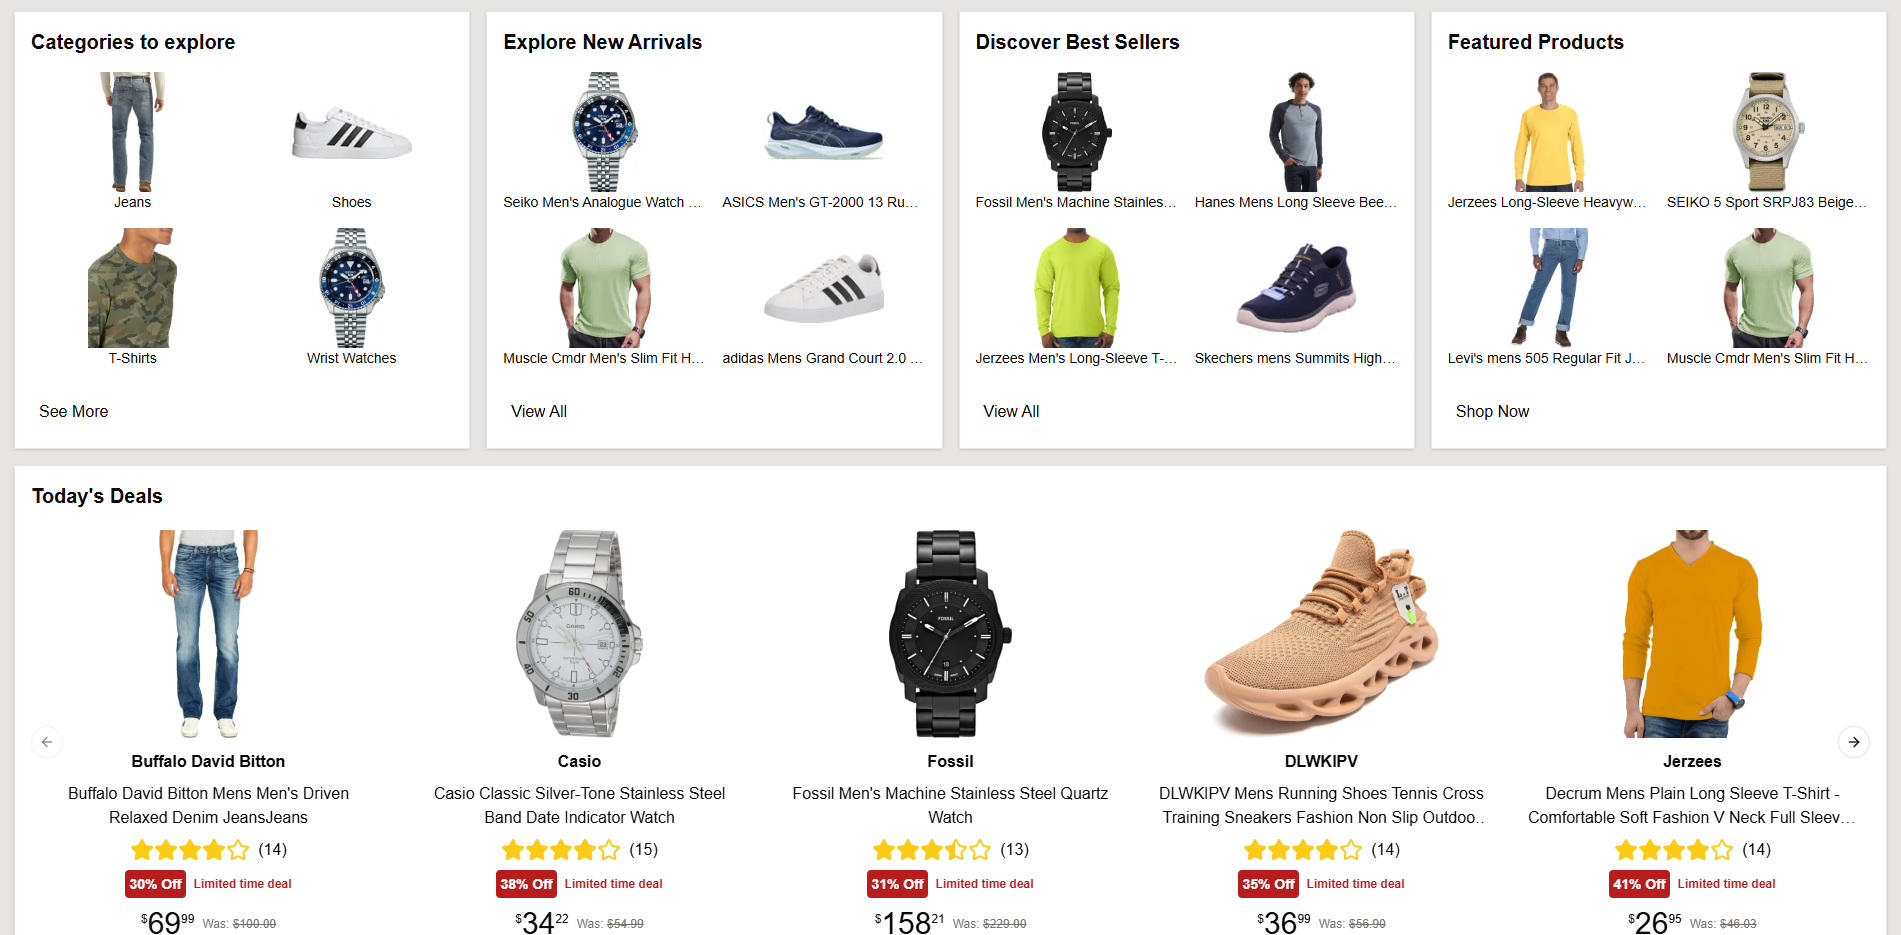 Categories to explore
Jeans
Shoes
T-Shirts
Wrist Watches
See More
Explore New Arrivals
Seiko Men's Analogue Watch ...
ASICS Men's GT-2000 13 Ru...
Muscle Cmdr Men's Slim Fit H...
adidas Mens Grand Court 2.0 ...
View All
Discover Best Sellers
Fossil Men's Machine Stainles...
Hanes Mens Long Sleeve Bee...
Jerzees Men's Long-Sleeve T-...
Skechers mens Summits High...
View All
Featured Products
Jerzees Long-Sleeve Heavyw...
SEIKO 5 Sport SRPJ83 Beige...
Levi's mens 505 Regular Fit J...
Muscle Cmdr Men's Slim Fit H...
Shop Now
Today's Deals
Buffalo David Bitton
Buffalo David Bitton Mens Men's Driven
Relaxed Denim JeansJeans
(14)
30% Off Limited time deal
$69.99 Was: $100.00
Casio
Casio Classic Silver-Tone Stainless Steel
Band Date Indicator Watch
(15)
38% Off Limited time deal
$34.22 Was: $54.99
FOSSIL
Fossil
Fossil Men's Machine Stainless Steel Quartz
Watch
(13)
31% Off Limited time deal
$158.21 Was: $229.00
DLWKIPV
DLWKIPV Mens Running Shoes Tennis Cross
Training Sneakers Fashion Non Slip Outdoo..
(14)
35% Off Limited time deal
$36.99 Was: $56.90
Jerzees
Decrum Mens Plain Long Sleeve T-Shirt -
Comfortable Soft Fashion V Neck Full Sleev...
(14)
41% Off Limited time deal
$26.95 Was: $46.03